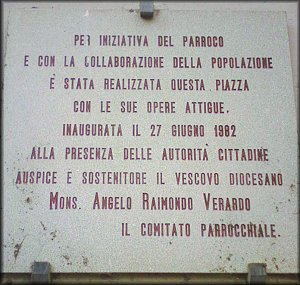 PER INIZIATIVA DEL PARROCO
E CON LA COLLABORAZIONE DELLA POPOLAZIONE
È STATA REALIZZATA QUESTA PIAZZA
CON LE SUE OPERE ATTIGUE.
INAUGURATA IL 27 GIUGNO 1982
ALLA PRESENZA DELLE AUTORITÀ CITTADINE
AUSPICE E SOSTENITORE IL VESCOVO DIOCESANO
MONS. ANGELO RAIMONDO VERARDO
IL COMITATO PARROCCHIALE.